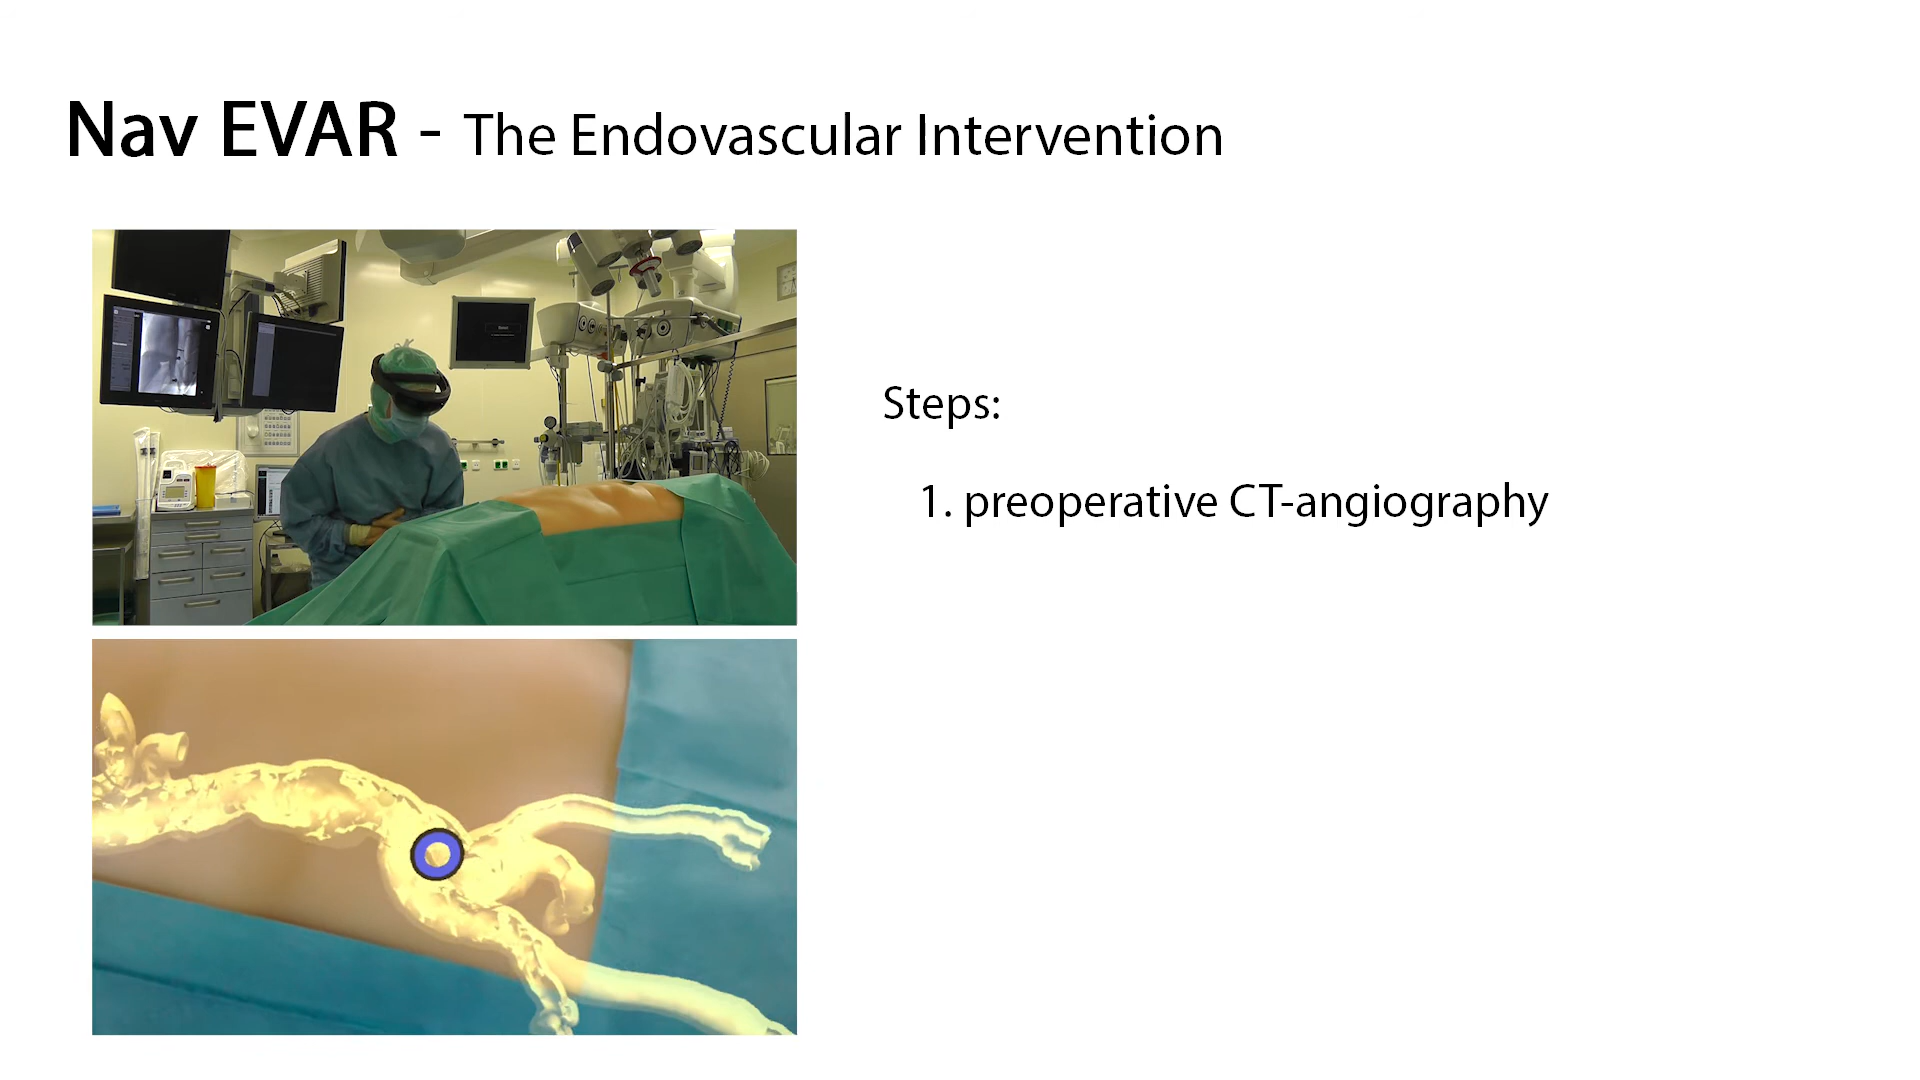 Nav EVAR - The Endovascular Intervention
Steps:
1. preoperative CT-angiography